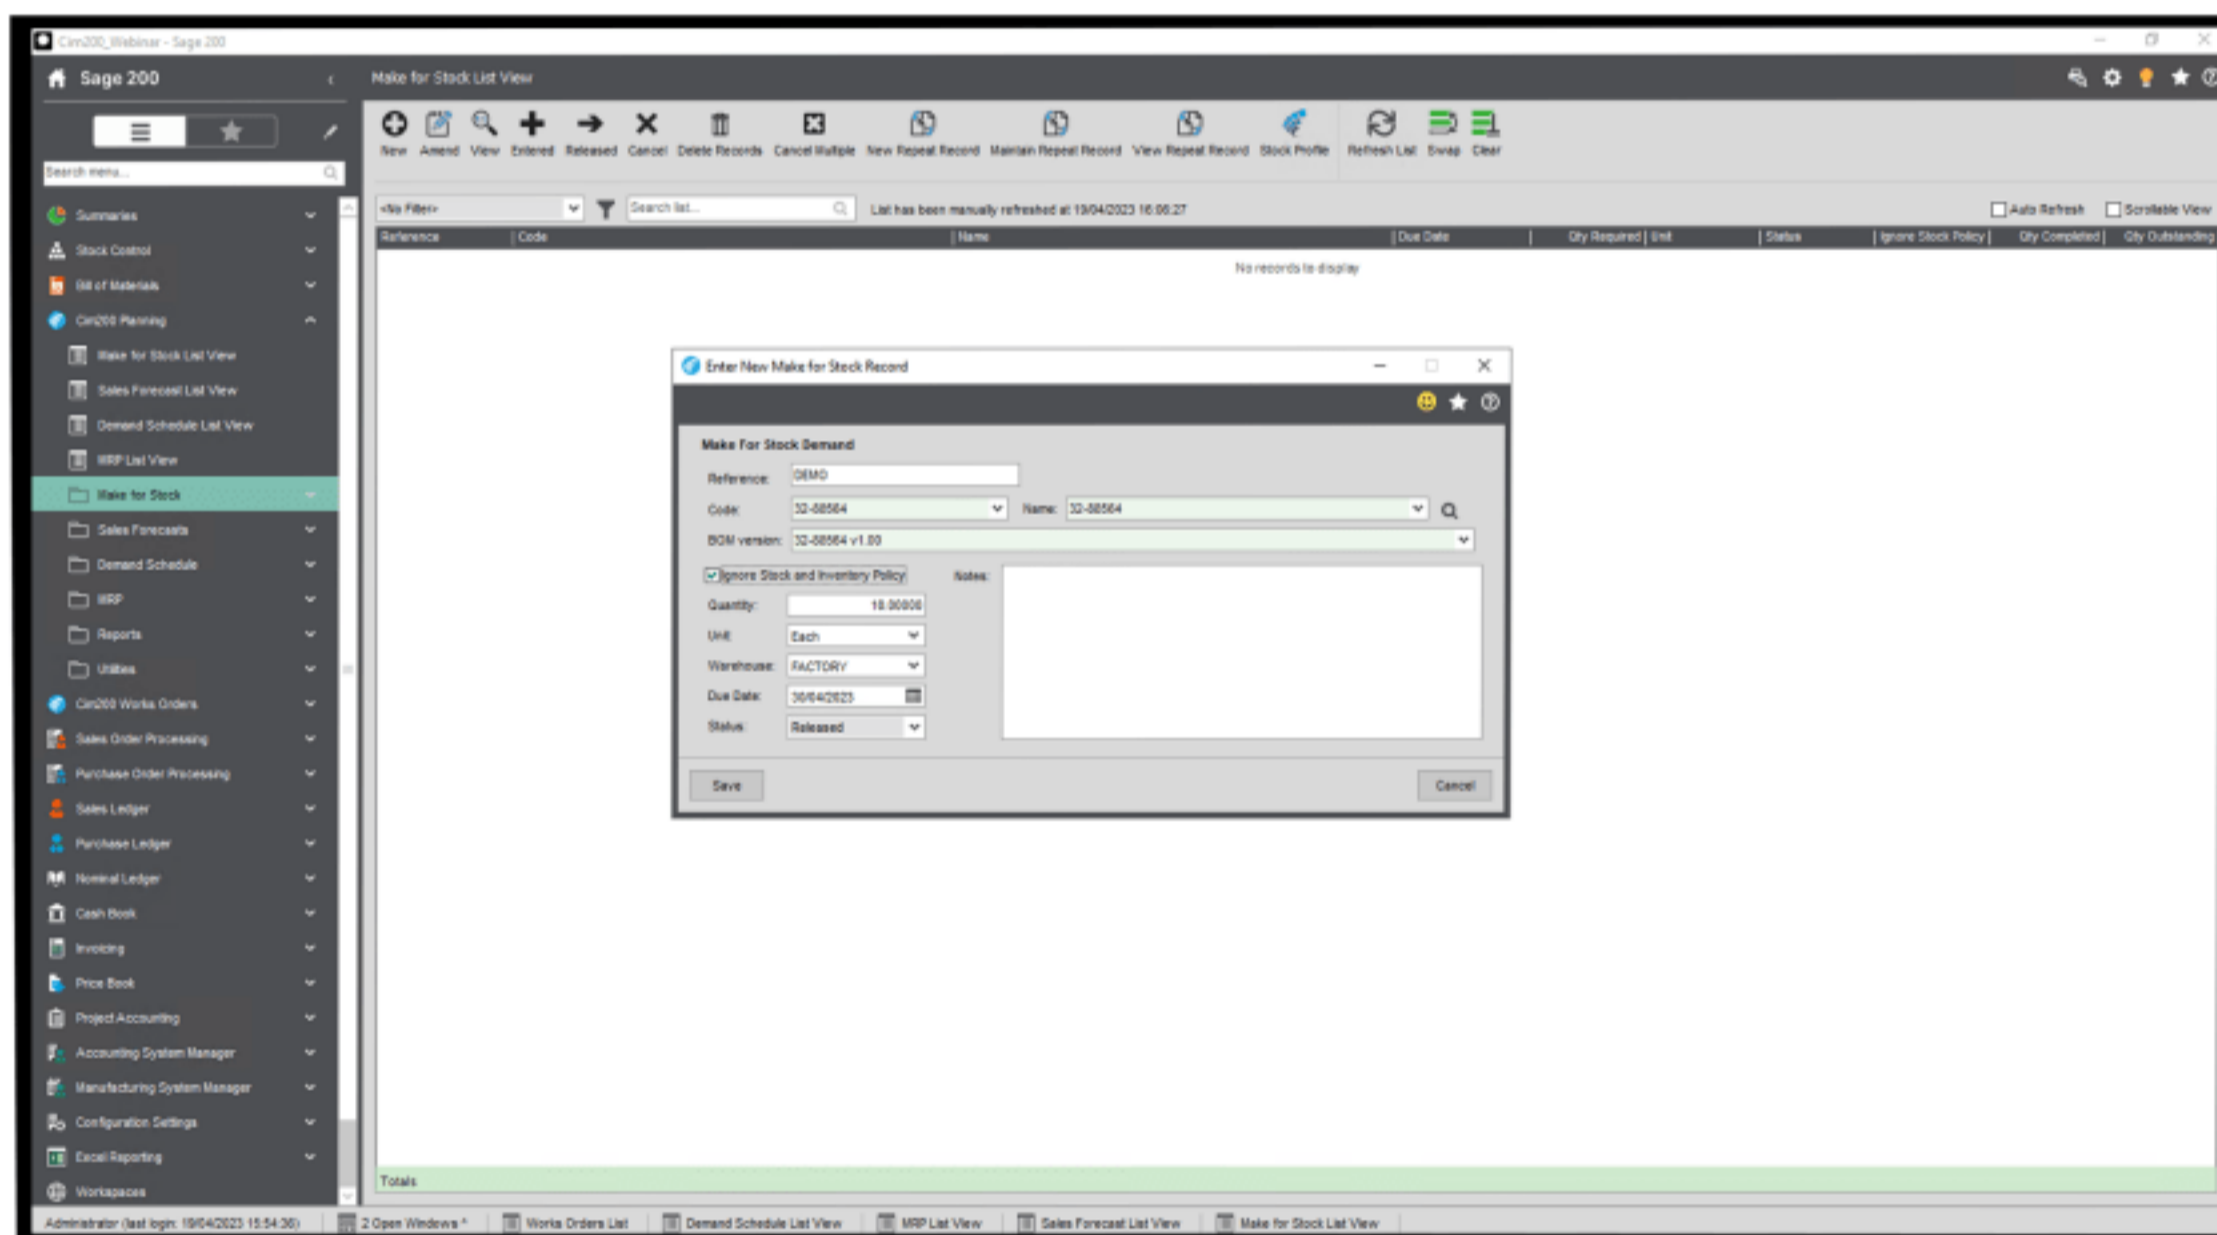 Cim200_Webinar - Sage 200
Sage 200
Make for Stock List View
New Amend View Entered Released Cancel Delete Records Cancel Multiple New Repeat Record Maintain Repeat Record View Repeat Record Stock Profile Refresh List Swap Clear
Search menu...
<No Filter> Search list... List has been manually refreshed at 19/04/2023 16:06:27 Auto Refresh Scrollable View
Reference Code Name Due Date Qty Required Unit Status Ignore Stock Policy Qty Completed Qty Outstanding
No records to display
Summaries
Stock Control
Bill of Materials
Cim200 Planning
Make for Stock List View
Sales Forecast List View
Demand Schedule List View
MRP List View
Make for Stock
Sales Forecasts
Demand Schedule
MRP
Reports
Utilities
Cim200 Works Orders
Sales Order Processing
Purchase Order Processing
Sales Ledger
Purchase Ledger
Nominal Ledger
Cash Book
Invoicing
Price Book
Project Accounting
Accounting System Manager
Manufacturing System Manager
Configuration Settings
Excel Reporting
Workspaces
Enter New Make for Stock Record
Make For Stock Demand
Reference: DEMO
Code: 32-88564 Name: 32-88564
BOM version: 32-88564 v1.00
Ignore Stock and Inventory Policy Notes:
Quantity: 10.00000
Unit: Each
Warehouse: FACTORY
Due Date: 30/04/2023
Status: Released
Save Cancel
Totals
Administrator (last login: 19/04/2023 15:54:36) 2 Open Windows ^ Works Orders List Demand Schedule List View MRP List View Sales Forecast List View Make for Stock List View